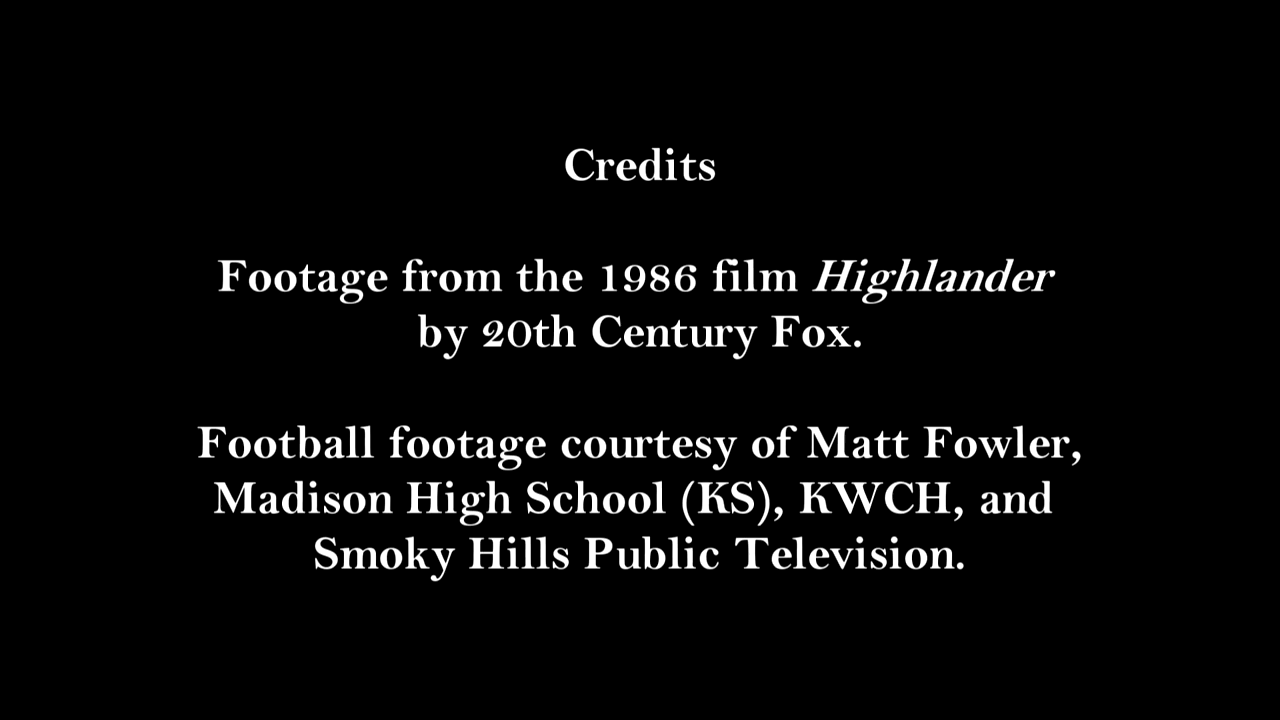 Credits
Footage from the 1986 film Highlander
by 20th Century Fox.
Football footage courtesy of Matt Fowler,
Madison High School (KS), KWCH, and
Smoky Hills Public Television.